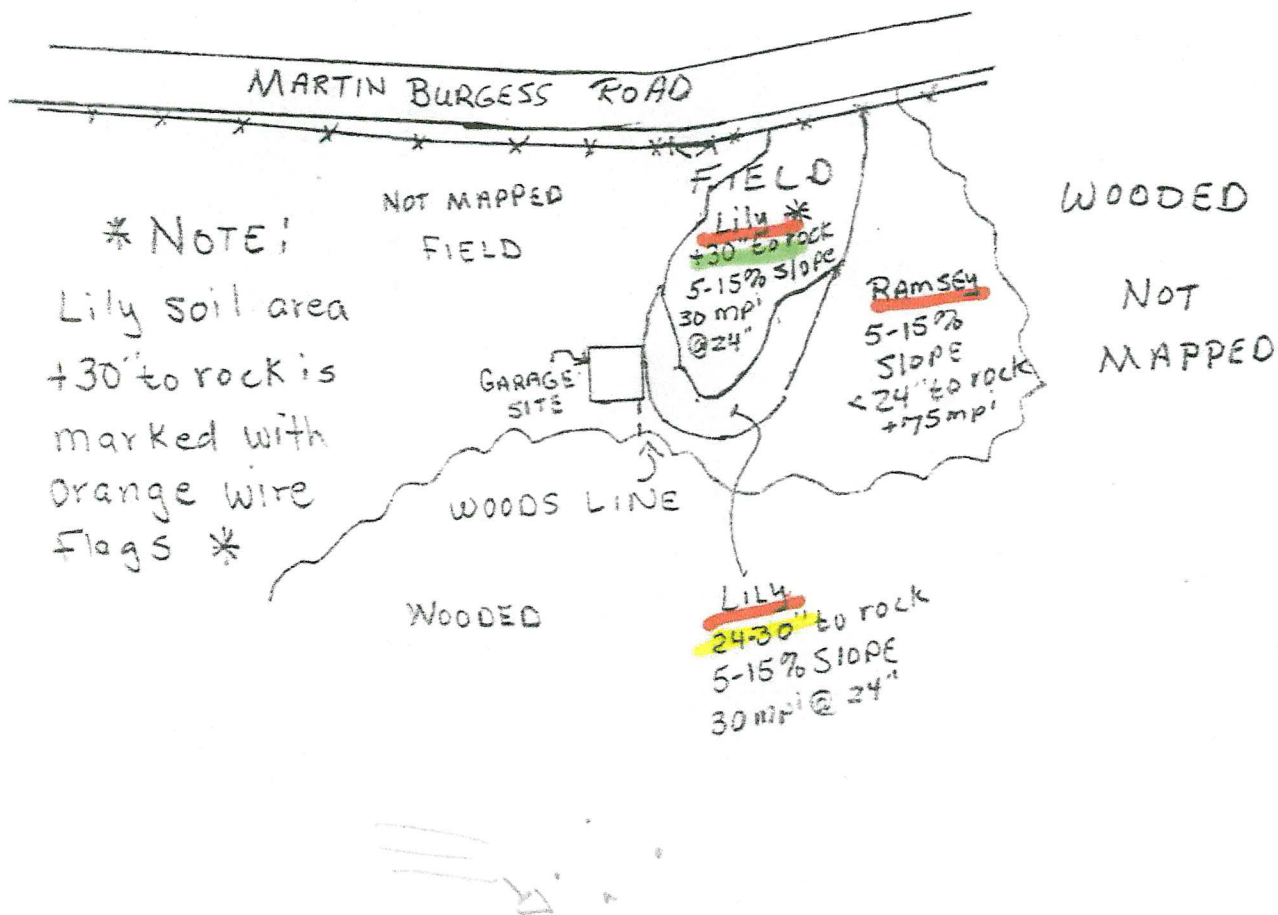 MARTIN BURGESS ROAD
NOT MAPPED
FIELD
* NOTE:
Lily soil area
+30" to rock is
marked with
orange wire
flags *
FIELD
Lily *
+30" to rock
5-15% slope
30 mpi
@24"
RAMSEY
5-15%
SLOPE
<24" to rock
+75mpi
WOODED
NOT
MAPPED
GARAGE
SITE
WOODS LINE
WOODED
LILY
24-30" to rock
5-15% SLOPE
30 mpi @ 24"